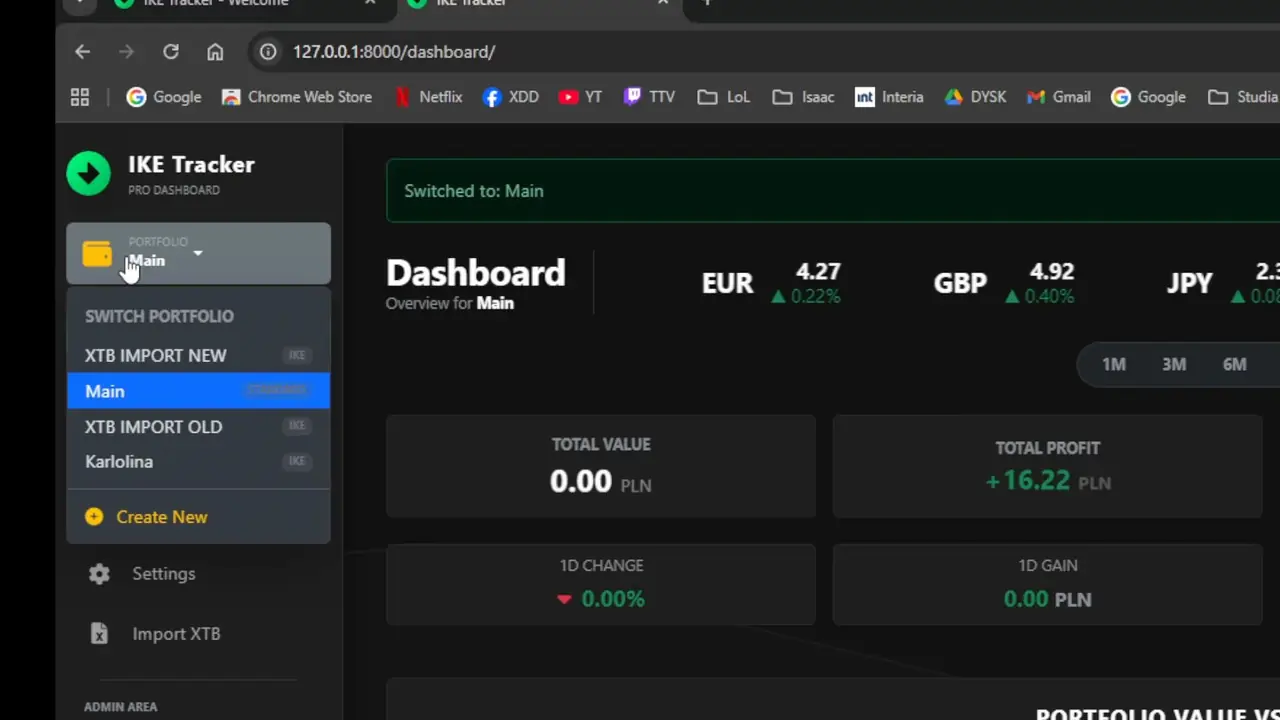 IKE Tracker - Welcome
IKE Tracker
127.0.0.1:8000/dashboard/
Google
Chrome Web Store
Netflix
XDD
YT
TTV
LoL
Isaac
int Interia
DYSK
Gmail
Google
Studia
IKE Tracker
PRO DASHBOARD
PORTFOLIO
Main
SWITCH PORTFOLIO
XTB IMPORT NEW IKE
Main
XTB IMPORT OLD IKE
Karlolina IKE
Create New
Settings
Import XTB
ADMIN AREA
Switched to: Main
Dashboard
Overview for Main
EUR 4.27
▲ 0.22%
GBP 4.92
▲ 0.40%
JPY
1M 3M 6M
TOTAL VALUE
0.00 PLN
TOTAL PROFIT
+16.22 PLN
1D CHANGE
▼ 0.00%
1D GAIN
0.00 PLN
PORTFOLIO VALUE VS